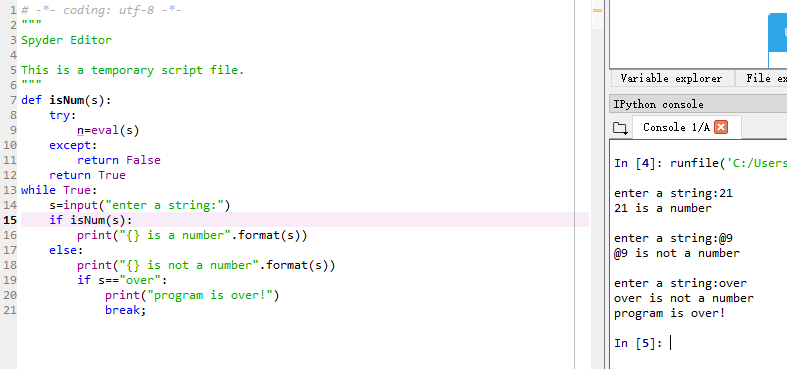 1 # -*- coding: utf-8 -*-
2 """
3 Spyder Editor
4
5 This is a temporary script file.
6 """
7 def isNum(s):
8     try:
9         n=eval(s)
10     except:
11         return False
12     return True
13 while True:
14     s=input("enter a string:")
15     if isNum(s):
16         print("{} is a number".format(s))
17     else:
18         print("{} is not a number".format(s))
19         if s=="over":
20             print("program is over!")
21             break;
Variable explorer
File ex
IPython console
Console 1/A
In [4]: runfile('C:/Users
enter a string:21
21 is a number
enter a string:@9
@9 is not a number
enter a string:over
over is not a number
program is over!
In [5]: